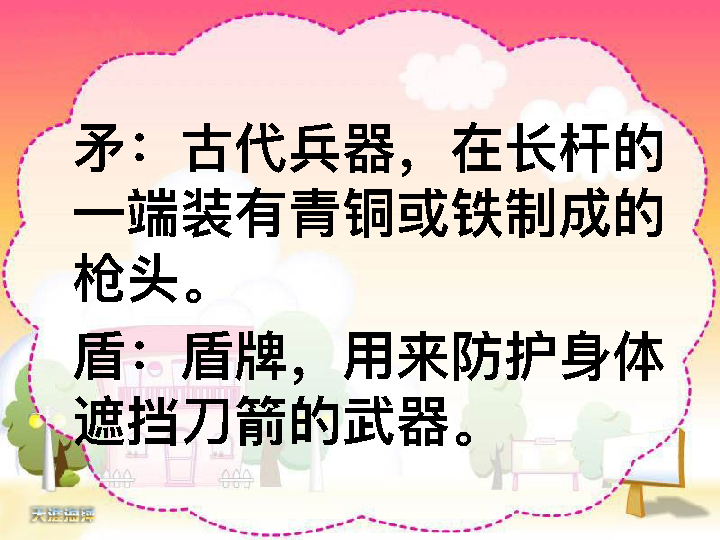 矛：古代兵器，在长杆的
一端装有青铜或铁制成的
枪头。
盾：盾牌，用来防护身体
遮挡刀箭的武器。